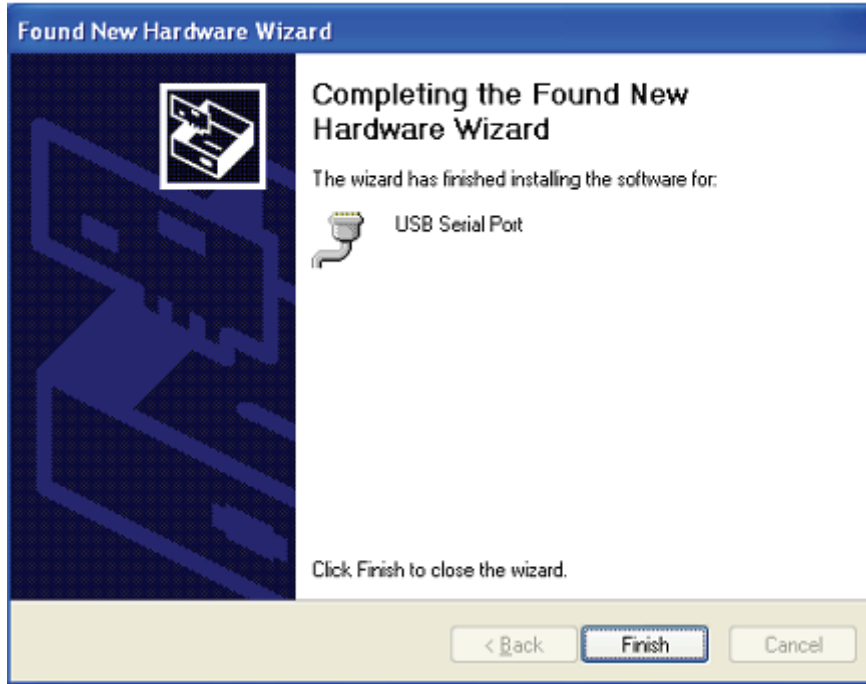 Found New Hardware Wizard
Completing the Found New
Hardware Wizard
The wizard has finished installing the software for:
USB Serial Port
Click Finish to close the wizard.
< Back
Finish
Cancel